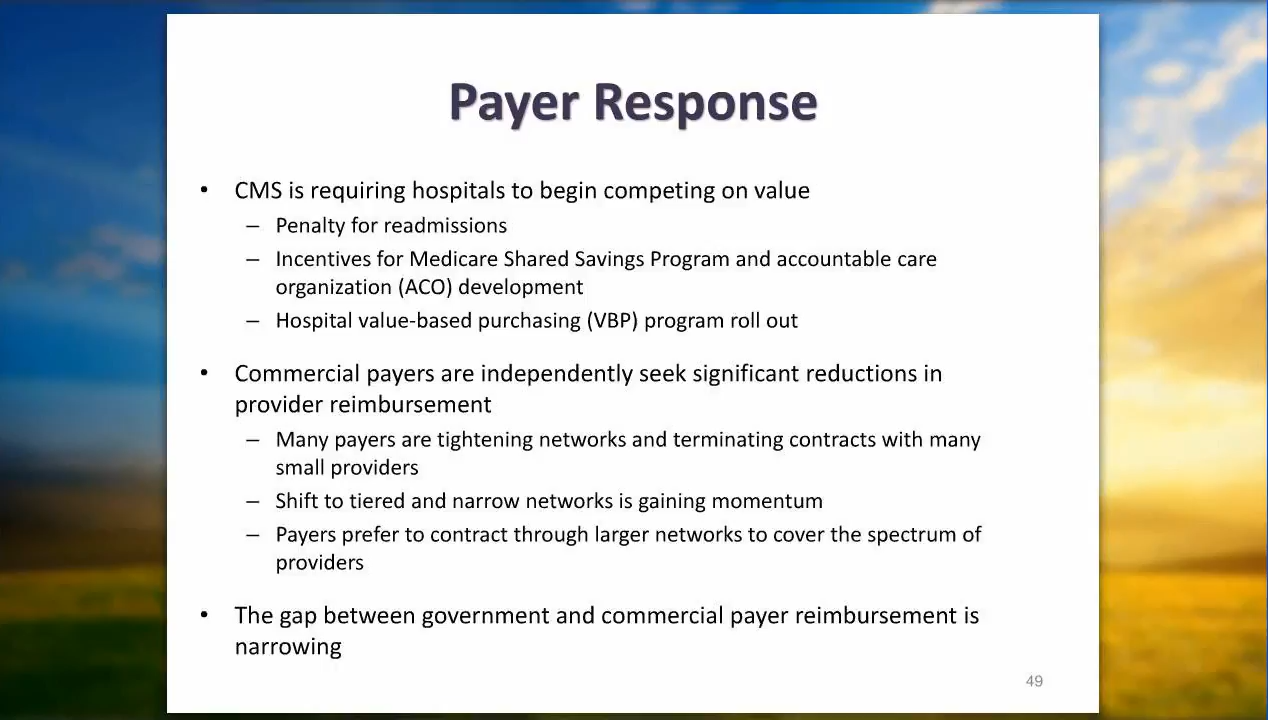 Payer Response
• CMS is requiring hospitals to begin competing on value
– Penalty for readmissions
– Incentives for Medicare Shared Savings Program and accountable care
organization (ACO) development
– Hospital value-based purchasing (VBP) program roll out
• Commercial payers are independently seek significant reductions in
provider reimbursement
– Many payers are tightening networks and terminating contracts with many
small providers
– Shift to tiered and narrow networks is gaining momentum
– Payers prefer to contract through larger networks to cover the spectrum of
providers
• The gap between government and commercial payer reimbursement is
narrowing
49